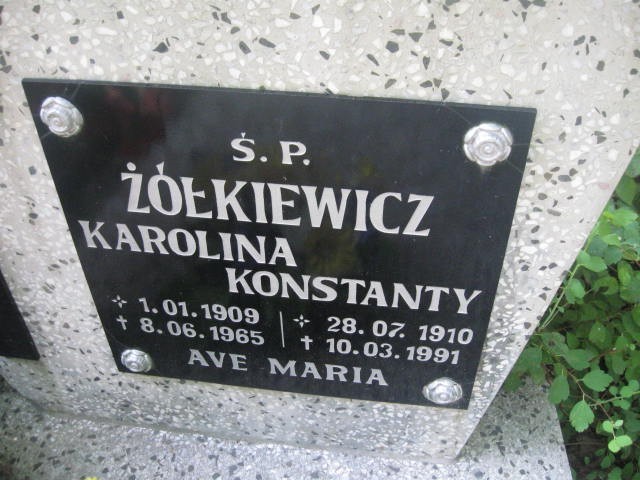 Ś. P.
ŻÓŁKIEWICZ
KAROLINA
KONSTANTY
1.01.1909
✝ 8.06.1965
28.07.1910
✝ 10.03.1991
AVE MARIA